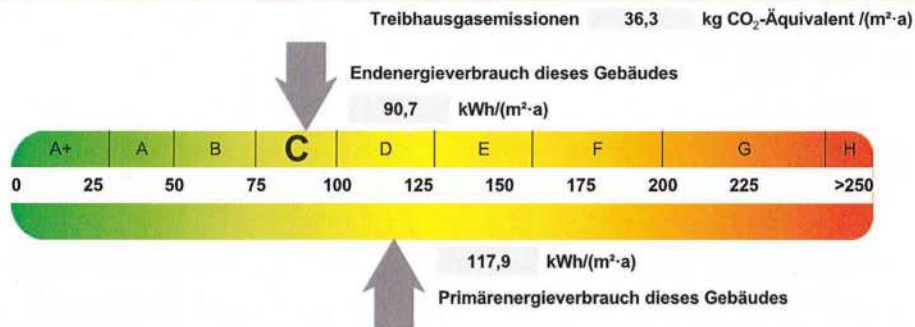 Treibhausgasemissionen 36,3 kg CO₂-Äquivalent /(m²·a)
Endenergieverbrauch dieses Gebäudes
90,7 kWh/(m²·a)
A+ A B C D E F G H
0 25 50 75 100 125 150 175 200 225 >250
117,9 kWh/(m²·a)
Primärenergieverbrauch dieses Gebäudes